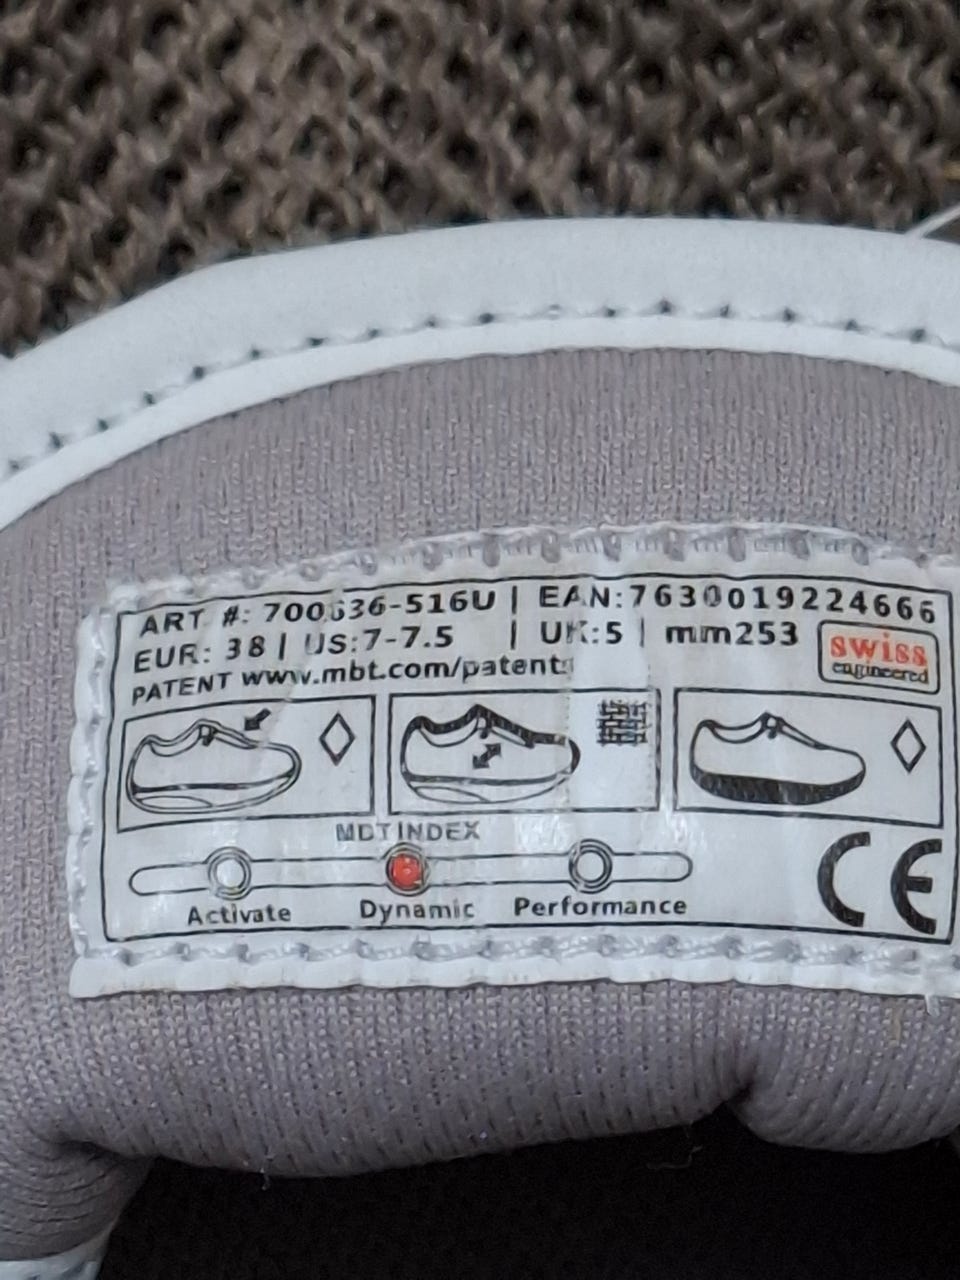 ART #: 700636-516U | EAN:7630019224666
EUR: 38 | US:7-7.5 | UK:5 | mm253
PATENT www.mbt.com/patents
swiss
engineered
MBT INDEX
Activate Dynamic Performance
CE